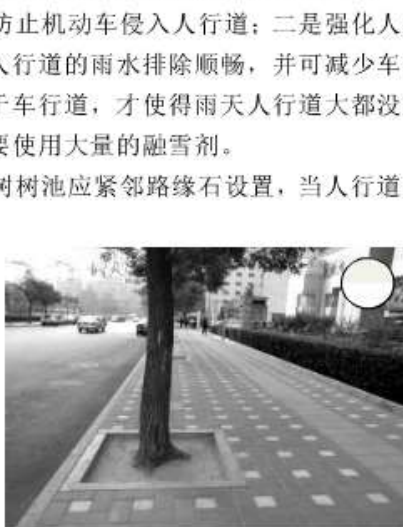 防止机动车侵入人行道；二是强化人
人行道的雨水排除顺畅，并可减少车
于车行道，才使得雨天人行道大都没
要使用大量的融雪剂。
树树池应紧邻路缘石设置，当人行道